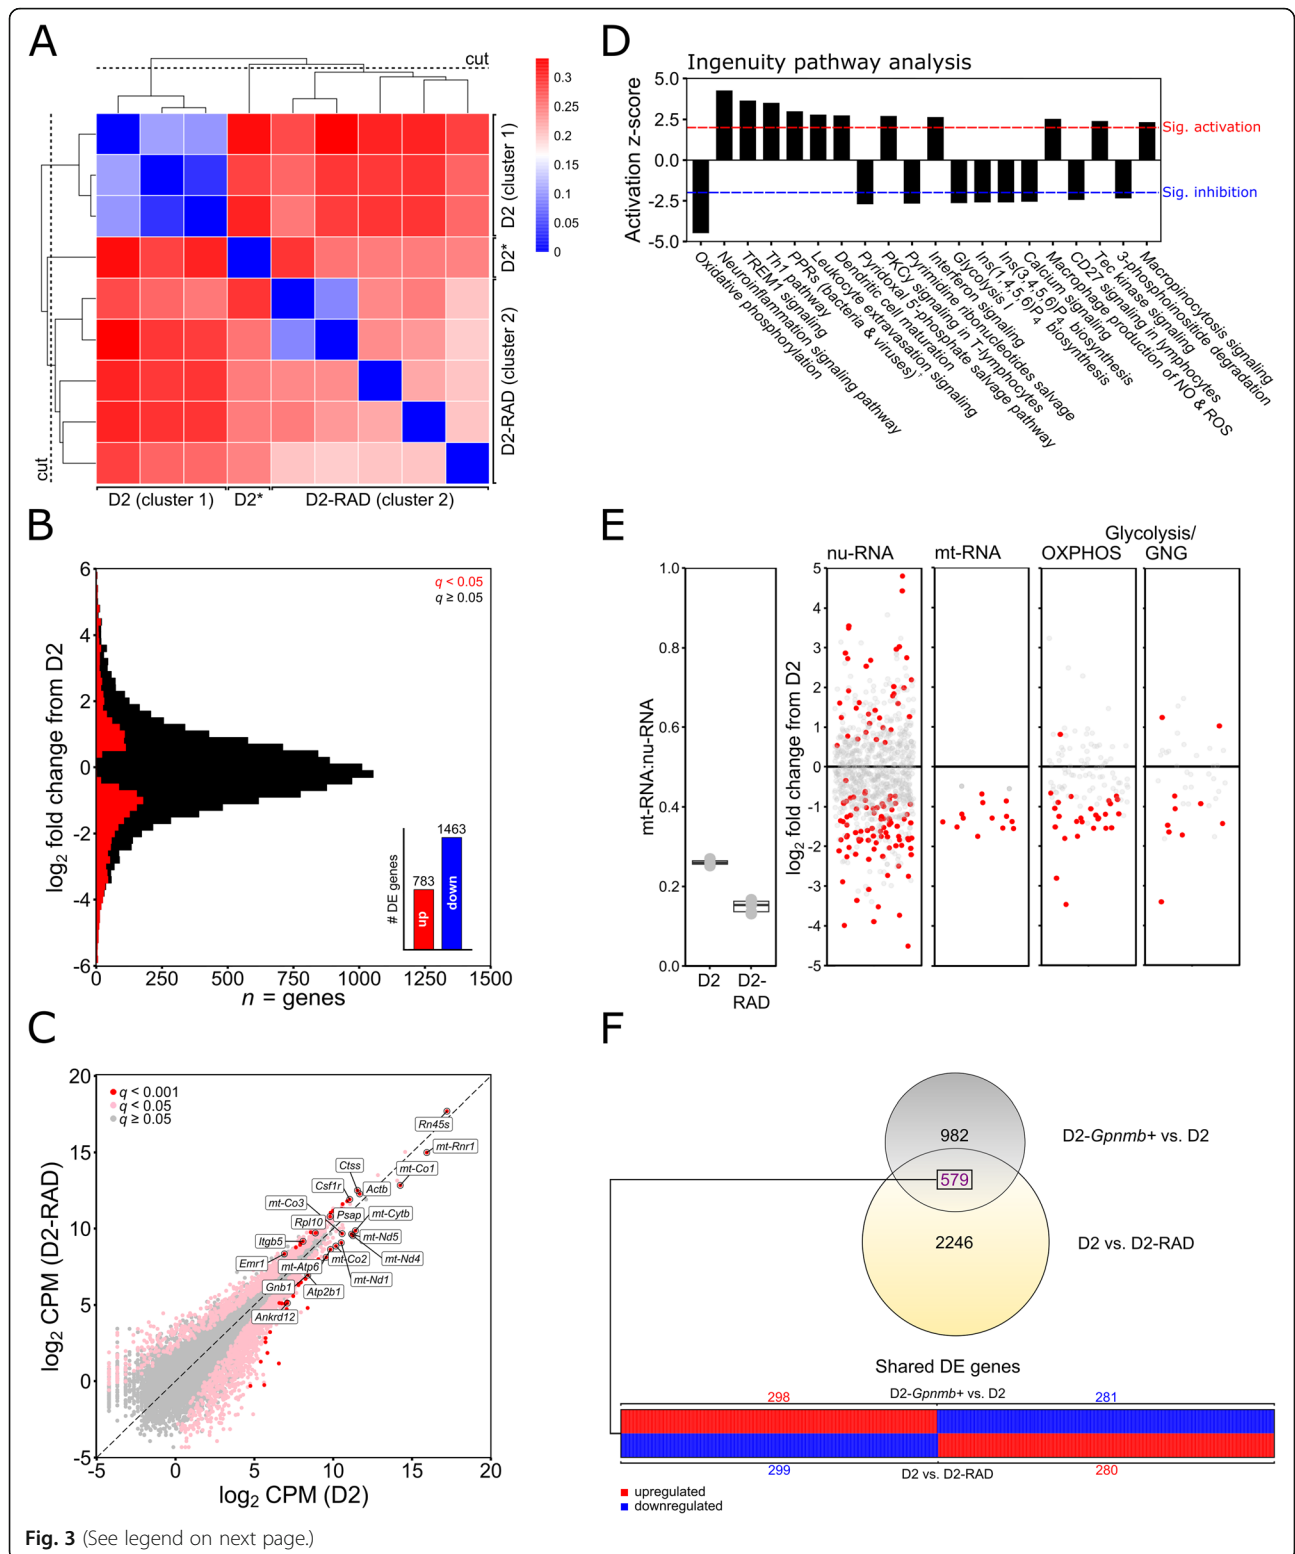 A
cut
0.3
0.25
0.2
0.15
0.1
0.05
0
D2 (cluster 1)
D2*
D2-RAD (cluster 2)
cut
D2 (cluster 1)
D2*
D2-RAD (cluster 2)
B
log2 fold change from D2
6
4
2
0
-2
-4
-6
q < 0.05
q ≥ 0.05
# DE genes
783
up
1463
down
0
250
500
750
1000
1250
1500
n = genes
C
log2 CPM (D2-RAD)
20
15
10
5
0
-5
q < 0.001
q < 0.05
q ≥ 0.05
Rn45s
mt-Rnr1
Ctss
mt-Co1
Csf1r
Actb
mt-Co3
Psap
mt-Cytb
Rpl10
mt-Nd5
Itgb5
mt-Co2
mt-Nd4
Emr1
mt-Atp6
mt-Nd1
Gnb1
Atp2b1
Ankrd12
-5
0
5
10
15
20
log2 CPM (D2)
D
Ingenuity pathway analysis
Activation z-score
5.0
2.5
0.0
-2.5
-5.0
Sig. activation
Sig. inhibition
Oxidative phosphorylation
Neuroinflammation signaling pathway
TREM1 signaling
Th1 pathway
PPRs (bacteria & viruses)
Leukocyte extravasation signaling
Dendritic cell maturation
Pyridoxal 5-phosphate salvage pathway
PKCγ signaling in T-lymphocytes
Pyrimidine ribonucleotides salvage
Interferon signaling
Glycolysis I
Ins(1,4,5,6)P4 biosynthesis
Ins(3,4,5,6)P4 biosynthesis
Calcium signaling
Macrophage production of NO & ROS
CD27 signaling in lymphocytes
Tec kinase signaling
3-phosphoinositide degradation
Macropinocytosis signaling
E
mt-RNA:nu-RNA
1.0
0.8
0.6
0.4
0.2
0.0
D2
D2-
RAD
log2 fold change from D2
5
4
3
2
1
0
-1
-2
-3
-4
-5
nu-RNA
mt-RNA
OXPHOS
Glycolysis/
GNG
F
982
D2-Gpnmb+ vs. D2
579
2246
D2 vs. D2-RAD
Shared DE genes
298
D2-Gpnmb+ vs. D2
281
299
D2 vs. D2-RAD
280
upregulated
downregulated
Fig. 3 (See legend on next page.)